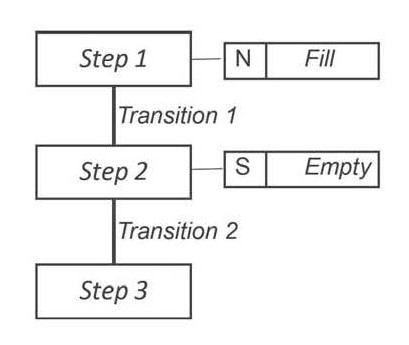 Step 1
N Fill
Transition 1
Step 2
S Empty
Transition 2
Step 3